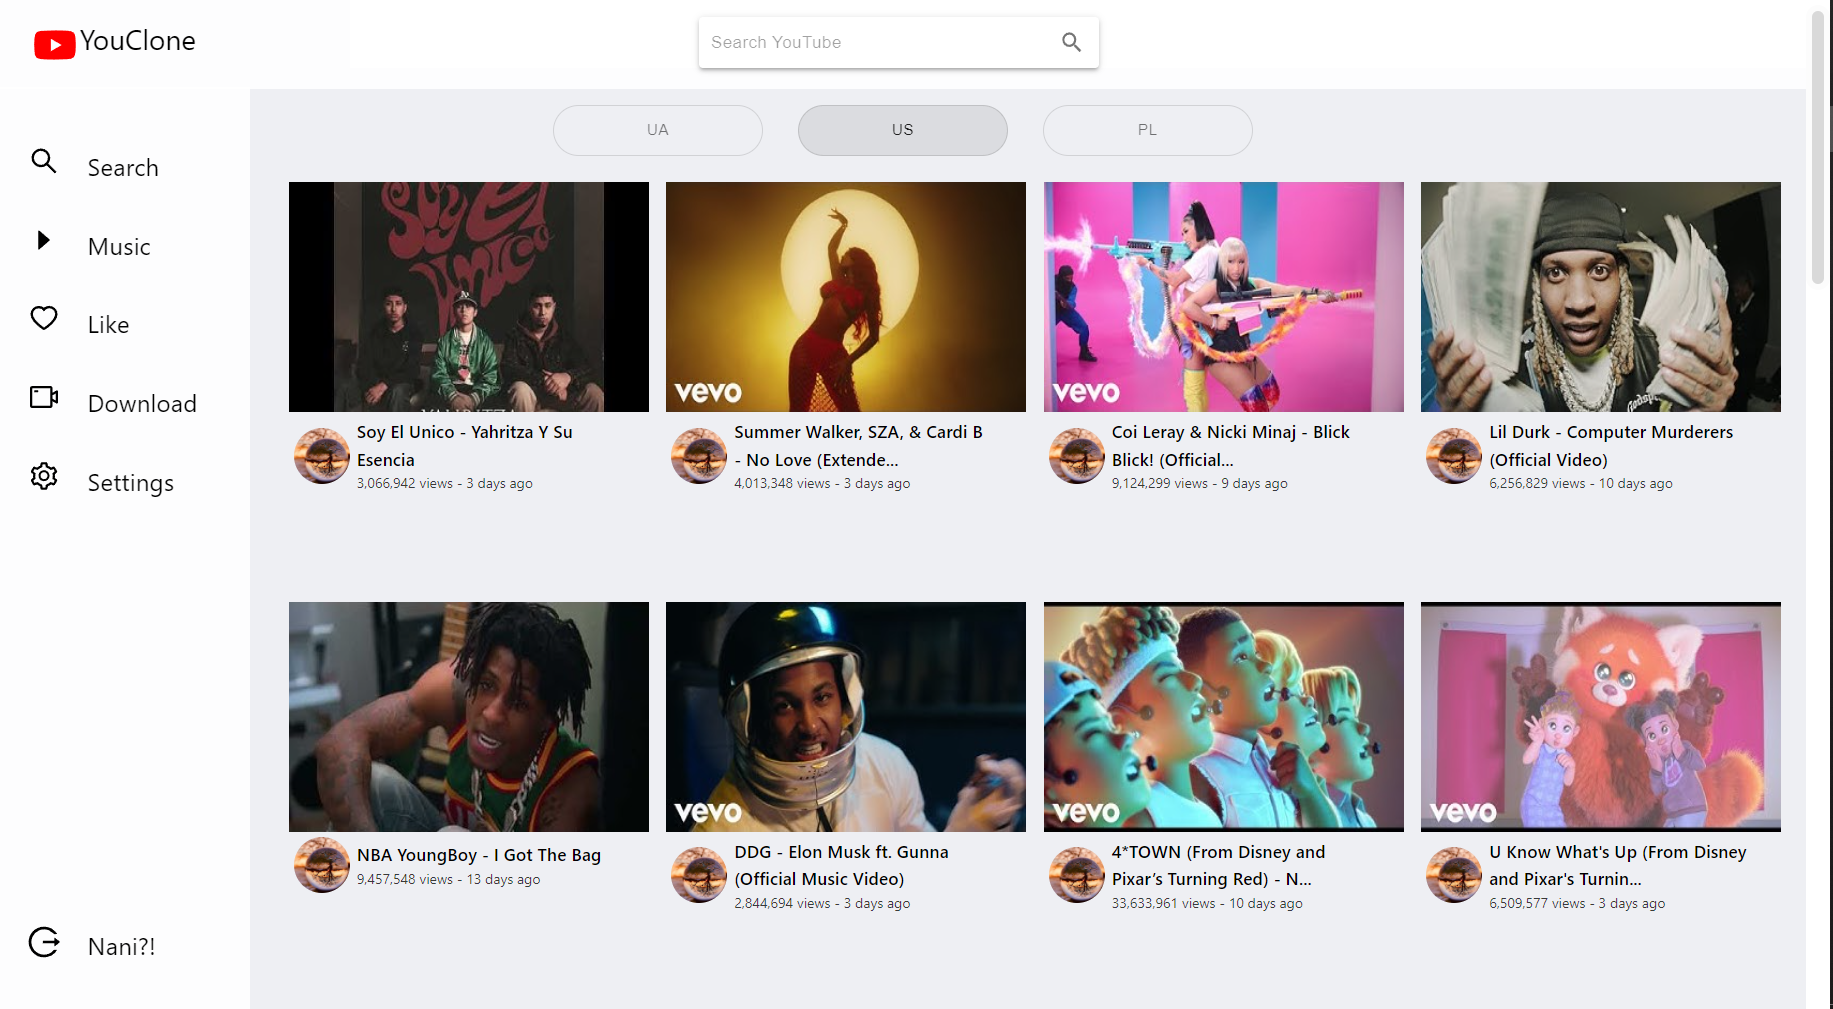 YouClone
Search YouTube
UA
US
PL
Search
Music
Like
Download
Settings
Nani?!
Soy El Unico
vevo
vevo
Soy El Unico - Yahritza Y Su
Esencia
3,066,942 views - 3 days ago
Summer Walker, SZA, & Cardi B
- No Love (Extende...
4,013,348 views - 3 days ago
Coi Leray & Nicki Minaj - Blick
Blick! (Official...
9,124,299 views - 9 days ago
Lil Durk - Computer Murderers
(Official Video)
6,256,829 views - 10 days ago
vevo
vevo
vevo
NBA YoungBoy - I Got The Bag
9,457,548 views - 13 days ago
DDG - Elon Musk ft. Gunna
(Official Music Video)
2,844,694 views - 3 days ago
4*TOWN (From Disney and
Pixar’s Turning Red) - N...
33,633,961 views - 10 days ago
U Know What's Up (From Disney
and Pixar's Turnin...
6,509,577 views - 3 days ago